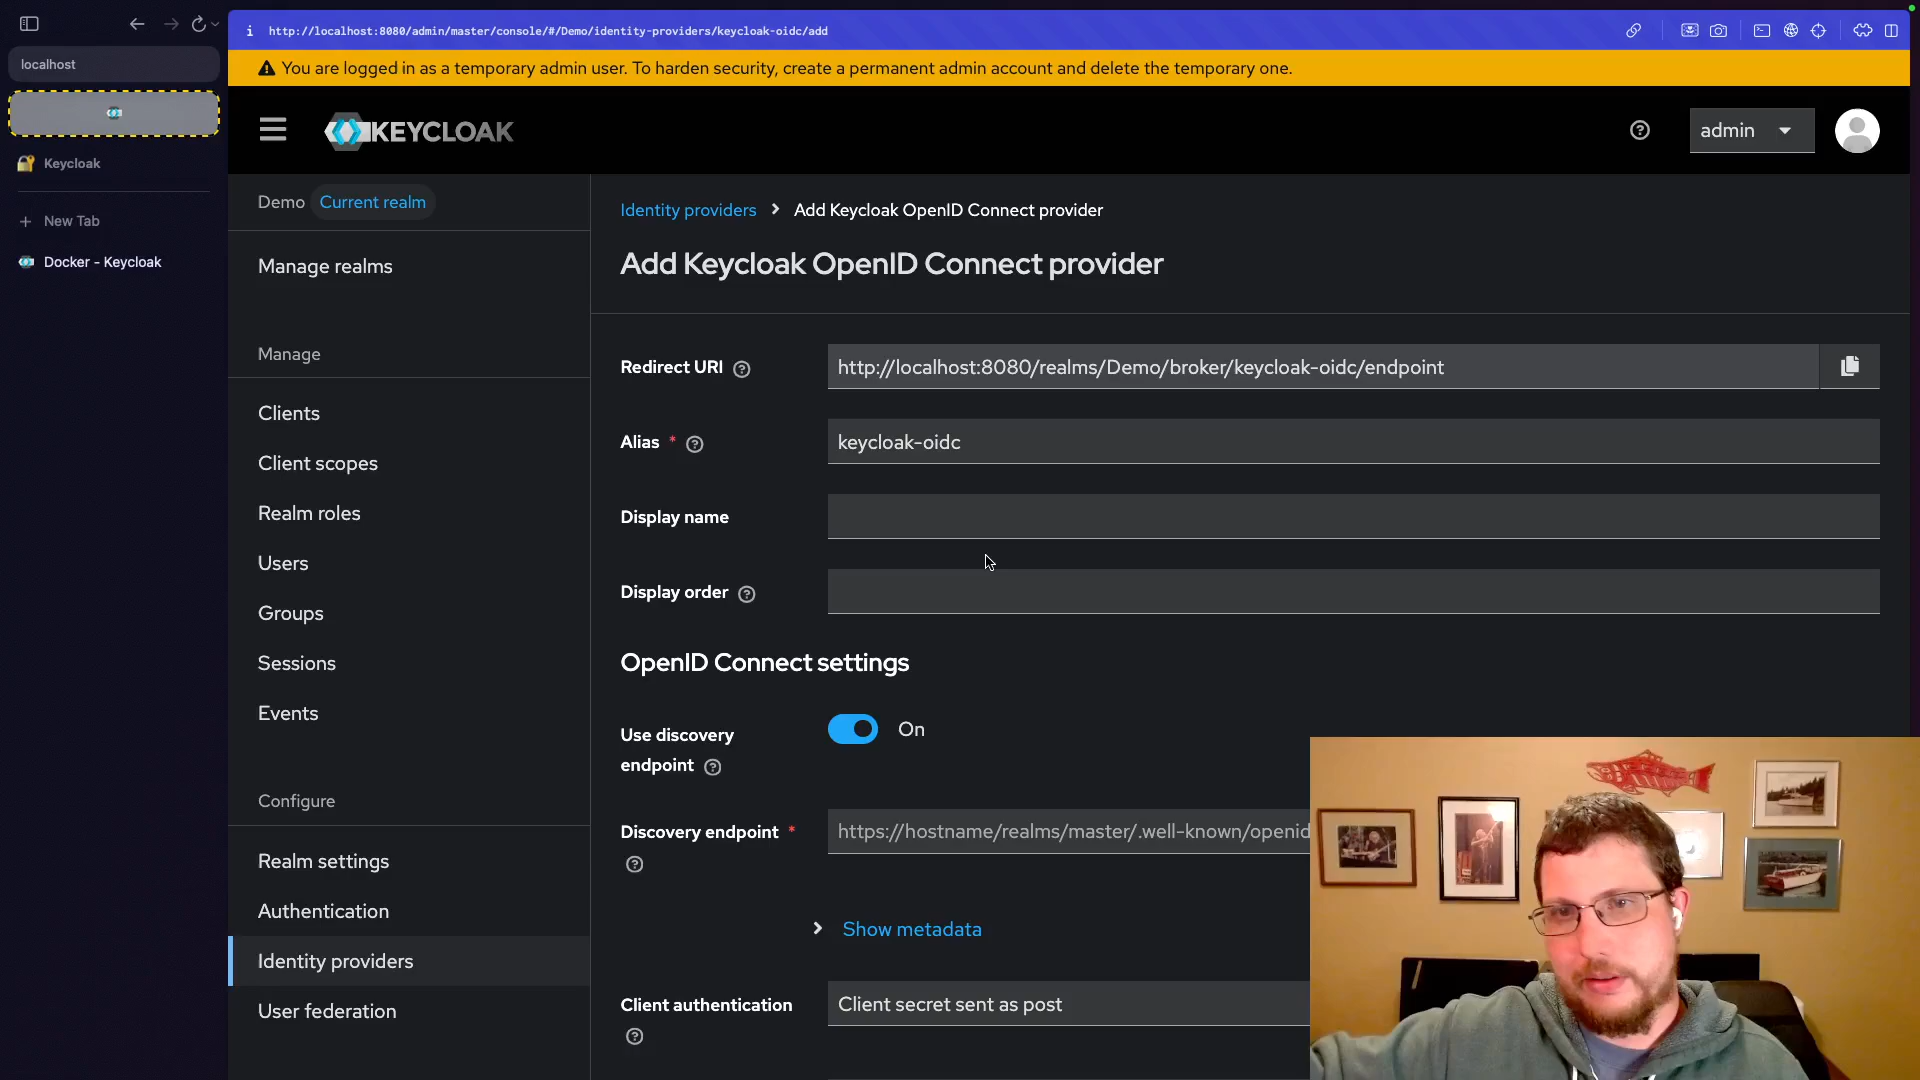 http://localhost:8080/admin/master/console/#/Demo/identity-providers/keycloak-oidc/add
localhost
You are logged in as a temporary admin user. To harden security, create a permanent admin account and delete the temporary one.
KEYCLOAK
admin
Keycloak
New Tab
Docker - Keycloak
Demo
Current realm
Manage realms
Manage
Clients
Client scopes
Realm roles
Users
Groups
Sessions
Events
Configure
Realm settings
Authentication
Identity providers
User federation
Identity providers
Add Keycloak OpenID Connect provider
Add Keycloak OpenID Connect provider
Redirect URI
http://localhost:8080/realms/Demo/broker/keycloak-oidc/endpoint
Alias *
keycloak-oidc
Display name
Display order
OpenID Connect settings
Use discovery
endpoint
On
Discovery endpoint *
https://hostname/realms/master/.well-known/openid
Show metadata
Client authentication
Client secret sent as post